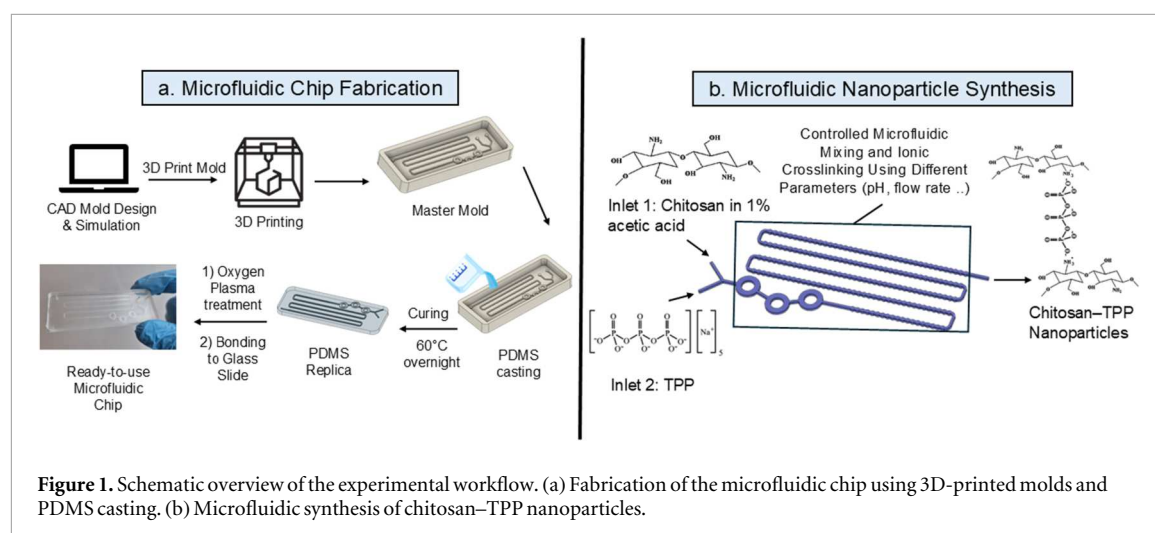 a. Microfluidic Chip Fabrication
3D Print Mold
CAD Mold Design
& Simulation
3D Printing
Master Mold
1) Oxygen
Plasma
treatment
2) Bonding
to Glass
Slide
Curing
60°C
overnight
PDMS
Replica
PDMS
casting
Ready-to-use
Microfluidic
Chip
b. Microfluidic Nanoparticle Synthesis
Controlled Microfluidic
Mixing and Ionic
Crosslinking Using Different
Parameters (pH, flow rate ..)
Inlet 1: Chitosan in 1%
acetic acid
Inlet 2: TPP
Chitosan–TPP
Nanoparticles
Figure 1. Schematic overview of the experimental workflow. (a) Fabrication of the microfluidic chip using 3D-printed molds and
PDMS casting. (b) Microfluidic synthesis of chitosan–TPP nanoparticles.